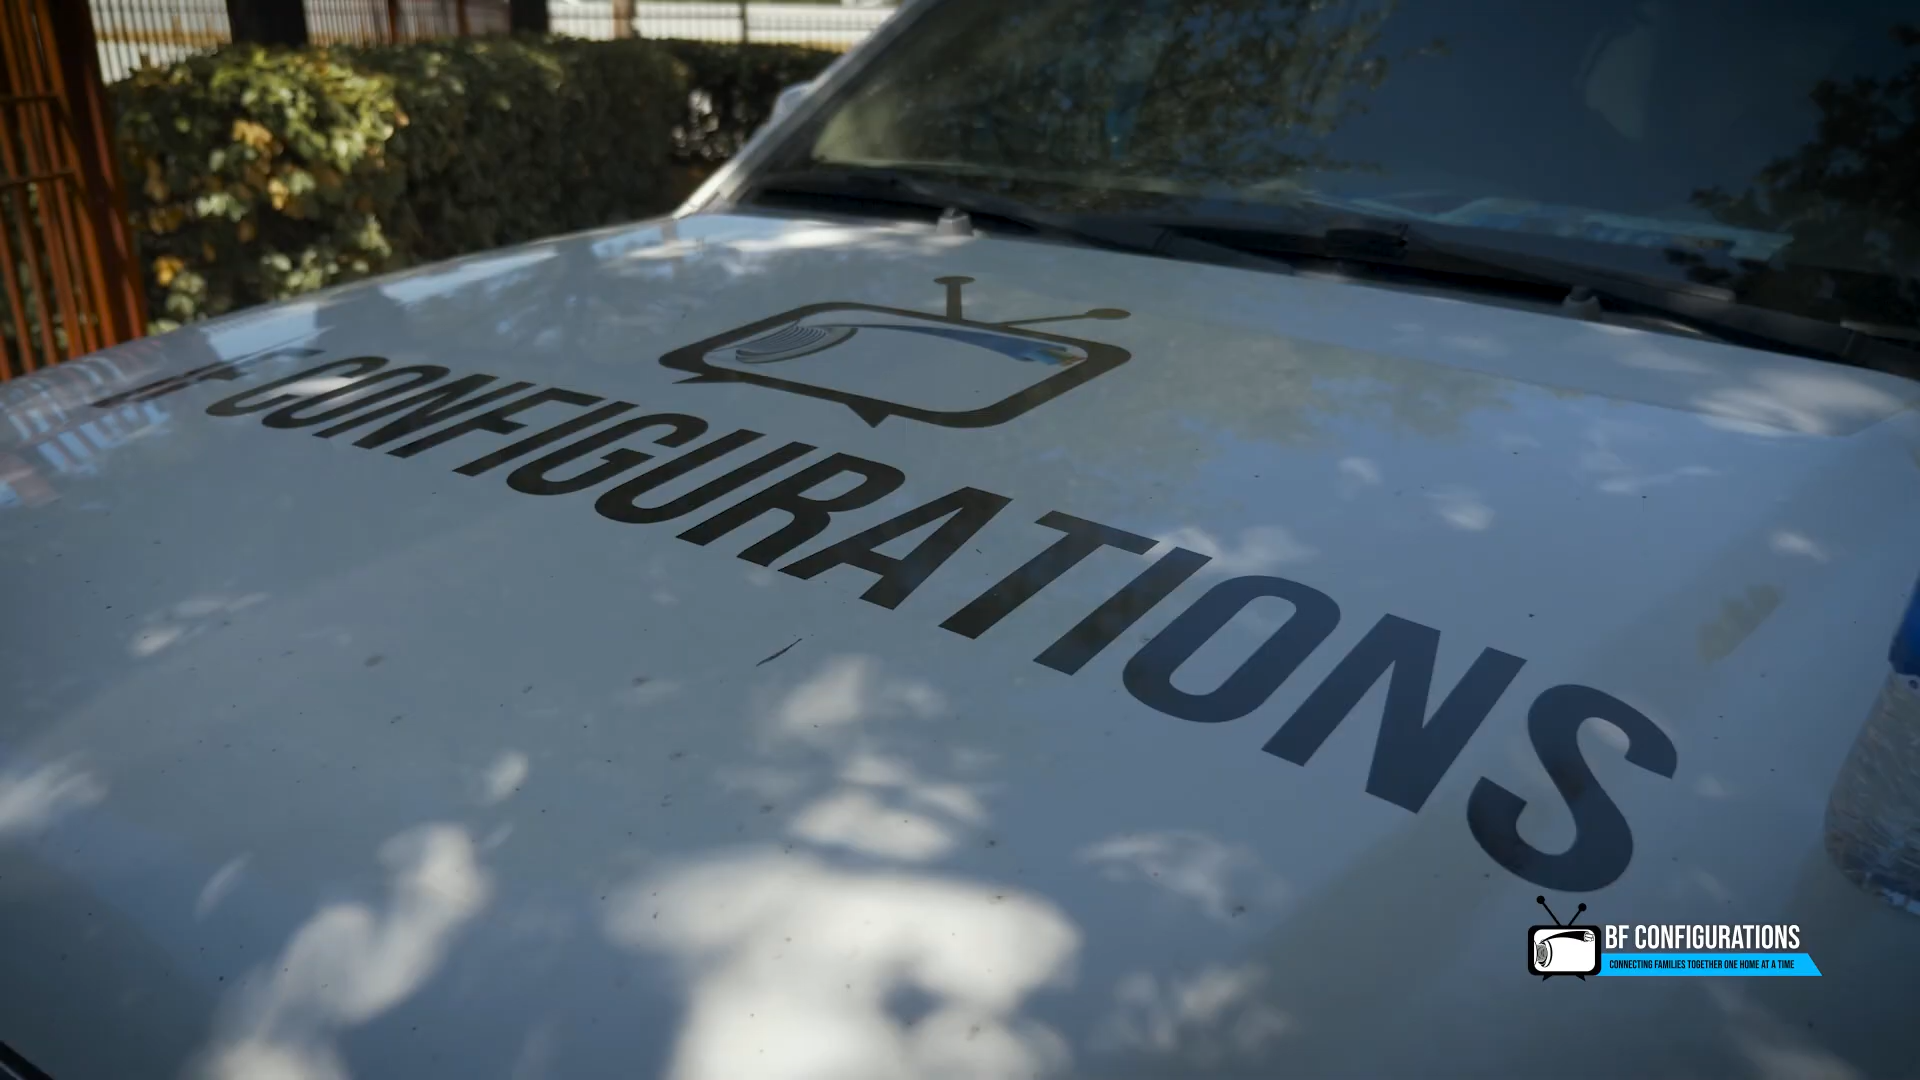 CONFIGURATIONS
BF CONFIGURATIONS
CONNECTING FAMILIES TOGETHER ONE HOME AT A TIME